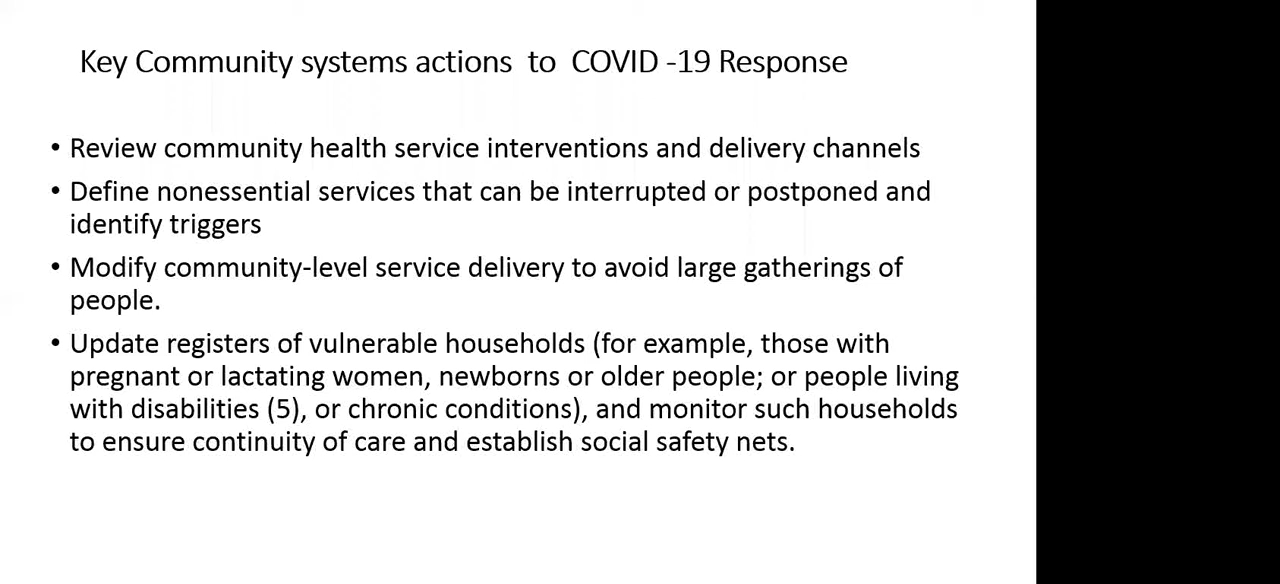 Key Community systems actions  to  COVID -19 Response
• Review community health service interventions and delivery channels
• Define nonessential services that can be interrupted or postponed and
identify triggers
• Modify community-level service delivery to avoid large gatherings of
people.
• Update registers of vulnerable households (for example, those with
pregnant or lactating women, newborns or older people; or people living
with disabilities (5), or chronic conditions), and monitor such households
to ensure continuity of care and establish social safety nets.